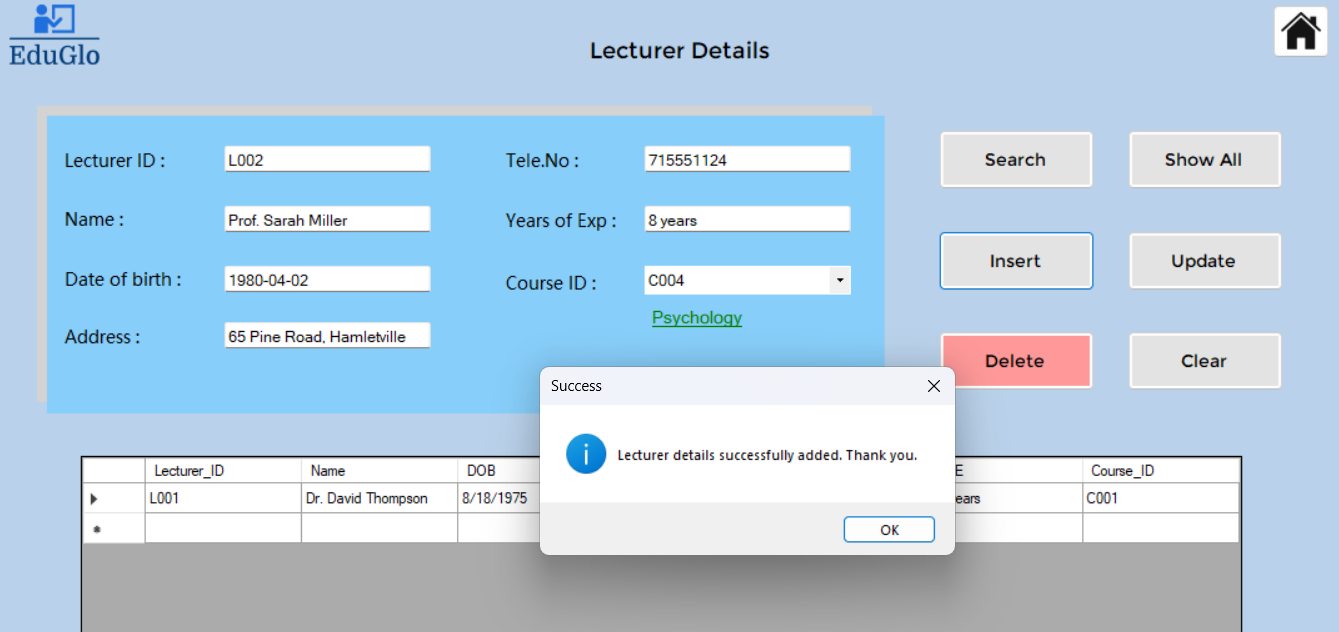 EduGlo
Lecturer Details
Lecturer ID : L002 Tele.No : 715551124
Search Show All
Name : Prof. Sarah Miller Years of Exp : 8 years
Insert Update
Date of birth : 1980-04-02 Course ID : C004
Psychology
Address : 65 Pine Road, Hamletville
Delete Clear
Success
Lecturer details successfully added. Thank you.
OK
Lecturer_ID Name DOB E Course_ID
L001 Dr. David Thompson 8/18/1975 ears C001